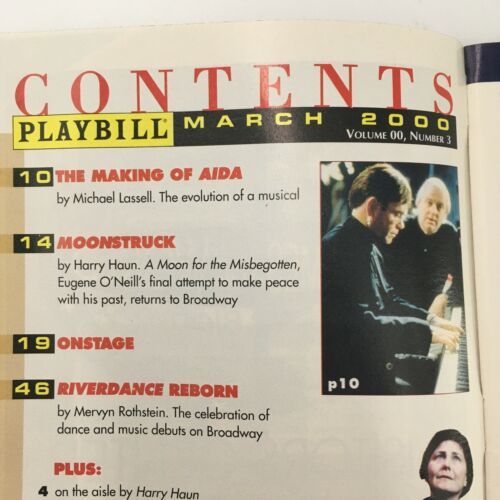 CONTENTS
PLAYBILL® MARCH 2000
VOLUME 00, NUMBER 3
10 THE MAKING OF AIDA
by Michael Lassell. The evolution of a musical
14 MOONSTRUCK
by Harry Haun. A Moon for the Misbegotten,
Eugene O'Neill's final attempt to make peace
with his past, returns to Broadway
19 ONSTAGE
46 RIVERDANCE REBORN
by Mervyn Rothstein. The celebration of
dance and music debuts on Broadway
PLUS:
4 on the aisle by Harry Haun
p10